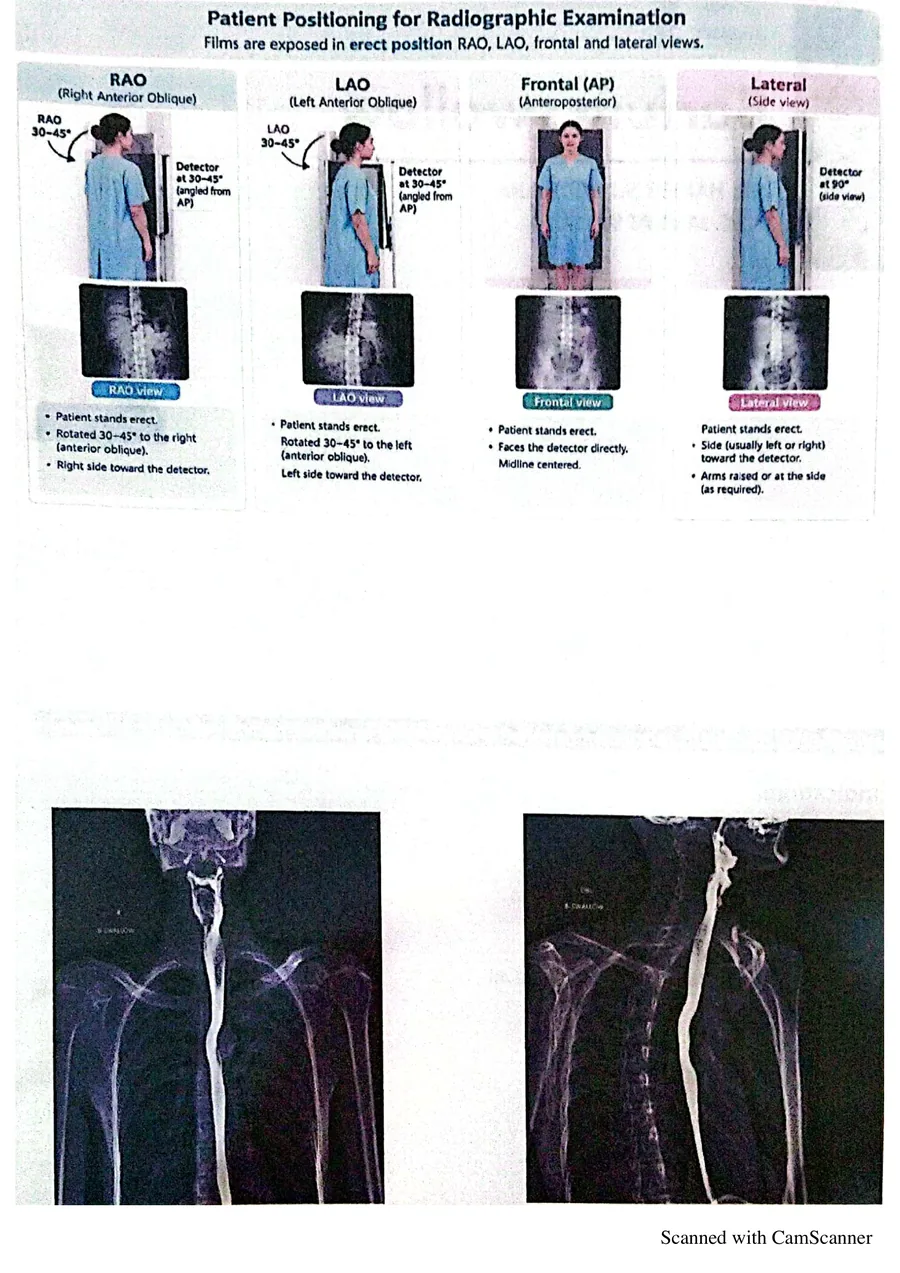 Patient Positioning for Radiographic Examination
Films are exposed in erect position RAO, LAO, frontal and lateral views.
RAO
(Right Anterior Oblique)
RAO
30–45°
Detector
at 30–45°
(angled from
AP)
RAO view
• Patient stands erect.
• Rotated 30–45° to the right
(anterior oblique).
• Right side toward the detector.
LAO
(Left Anterior Oblique)
LAO
30–45°
Detector
at 30–45°
(angled from
AP)
LAO view
• Patient stands erect.
Rotated 30–45° to the left
(anterior oblique).
Left side toward the detector.
Frontal (AP)
(Anteroposterior)
Frontal view
• Patient stands erect.
• Faces the detector directly.
Midline centered.
Lateral
(Side view)
Detector
at 90°
(side view)
Lateral view
Patient stands erect.
• Side (usually left or right)
toward the detector.
• Arms raised or at the side
(as required).
B-SWALLOW
B-SWALLOW
Scanned with CamScanner